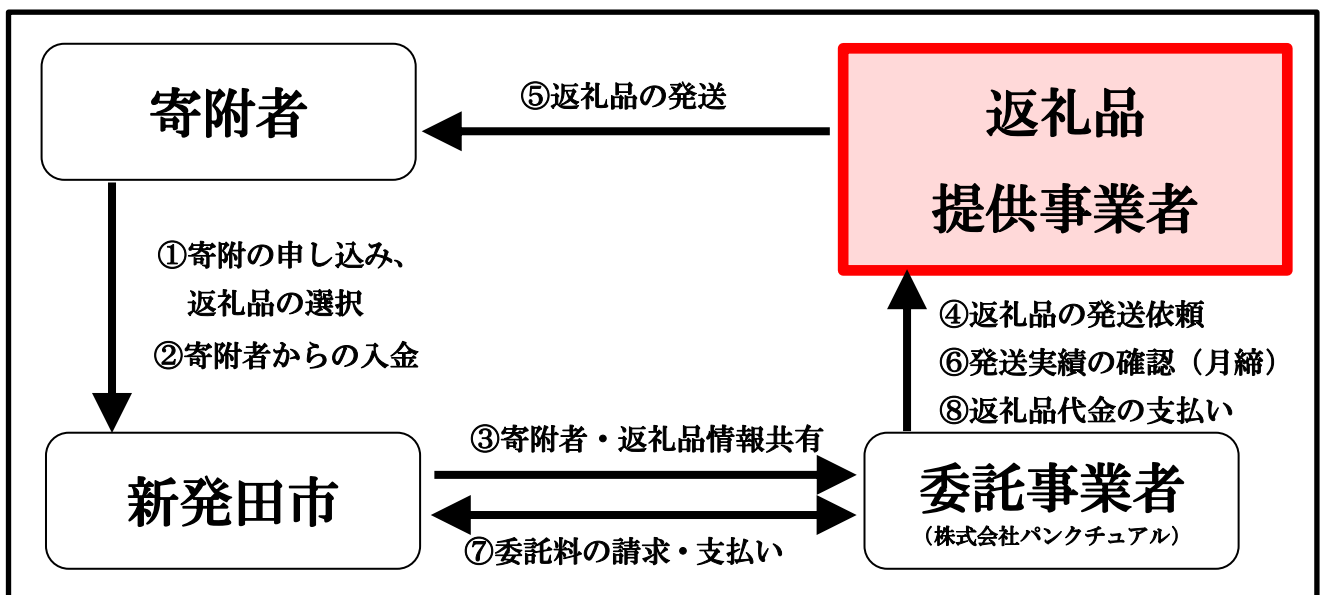 寄附者
⑤返礼品の発送
返礼品
提供事業者
①寄附の申し込み、
返礼品の選択
②寄附者からの入金
④返礼品の発送依頼
⑥発送実績の確認（月締）
⑧返礼品代金の支払い
③寄附者・返礼品情報共有
新発田市
委託事業者
（株式会社パンクチュアル）
⑦委託料の請求・支払い